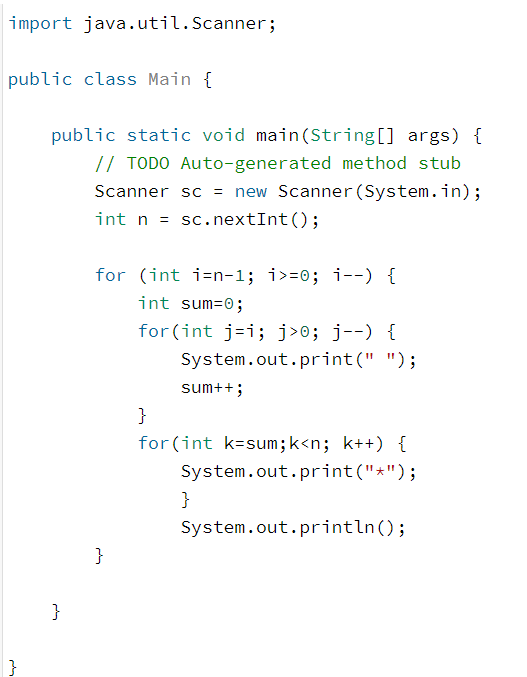 import java.util.Scanner;
public class Main {
public static void main(String[] args) {
// TODO Auto-generated method stub
Scanner sc = new Scanner(System.in);
int n = sc.nextInt();
for (int i=n-1; i>=0; i--) {
int sum=0;
for(int j=i; j>0; j--) {
System.out.print(" ");
sum++;
}
for(int k=sum;k<n; k++) {
System.out.print("*");
}
System.out.println();
}
}
}